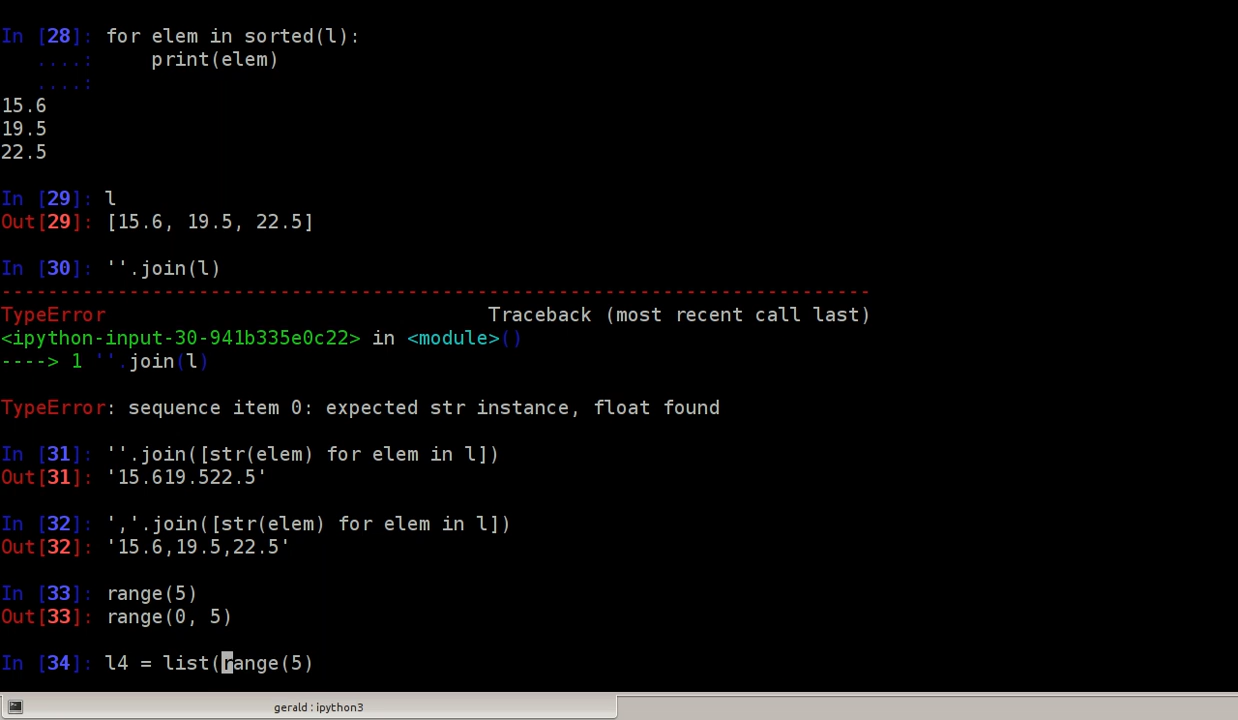 In [28]: for elem in sorted(l):
   ....:     print(elem)
   ....:
15.6
19.5
22.5
In [29]: l
Out[29]: [15.6, 19.5, 22.5]
In [30]: ''.join(l)
---------------------------------------------------------------------------
TypeError                                 Traceback (most recent call last)
<ipython-input-30-941b335e0c22> in <module>()
----> 1 ''.join(l)
TypeError: sequence item 0: expected str instance, float found
In [31]: ''.join([str(elem) for elem in l])
Out[31]: '15.619.522.5'
In [32]: ','.join([str(elem) for elem in l])
Out[32]: '15.6,19.5,22.5'
In [33]: range(5)
Out[33]: range(0, 5)
In [34]: l4 = list(range(5)
gerald : ipython3